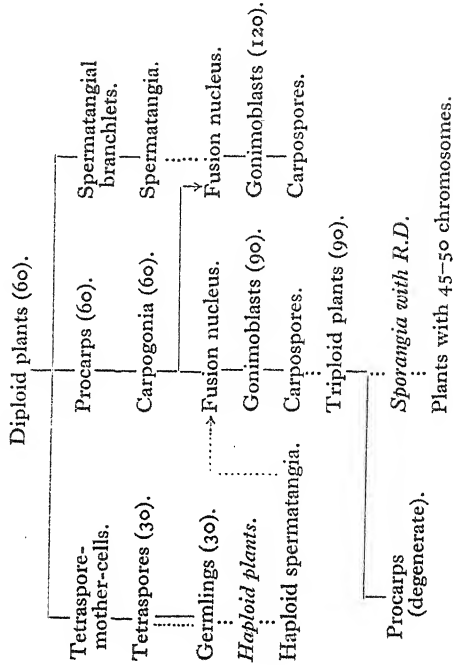 Diploid plants (60).
Tetraspore-
mother-cells.
Tetraspores (30).
Germlings (30).
Haploid plants.
Haploid spermatangia.
Procarps (60).
Carpogonia (60).
Fusion nucleus.
Gonimoblasts (90).
Carpospores.
Triploid plants (90).
Spermatangial
branchlets.
Spermatangia.
Fusion nucleus.
Gonimoblasts (120).
Carpospores.
Procarps
(degenerate).
Sporangia with R.D.
Plants with 45–50 chromosomes.